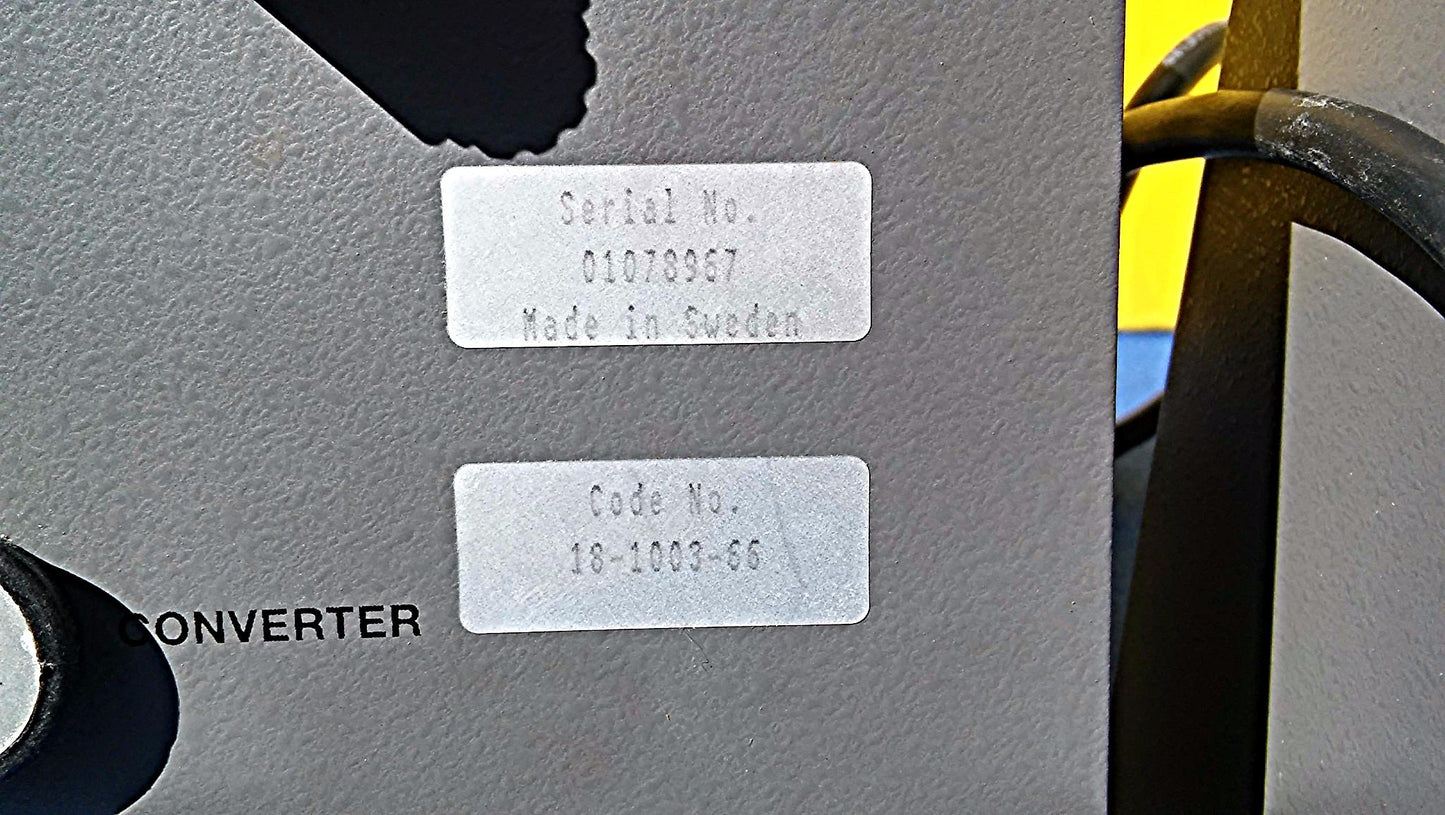 Serial No.
01078967
Made in Sweden
Code No.
18-1003-66
CONVERTER